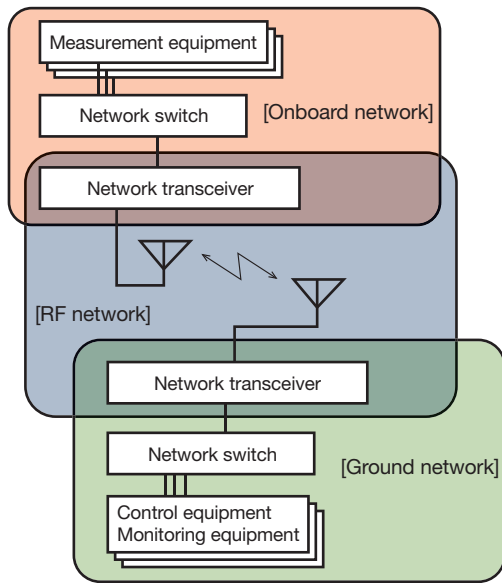 Measurement equipment
Network switch
[Onboard network]
Network transceiver
[RF network]
Network transceiver
Network switch
[Ground network]
Control equipment
Monitoring equipment